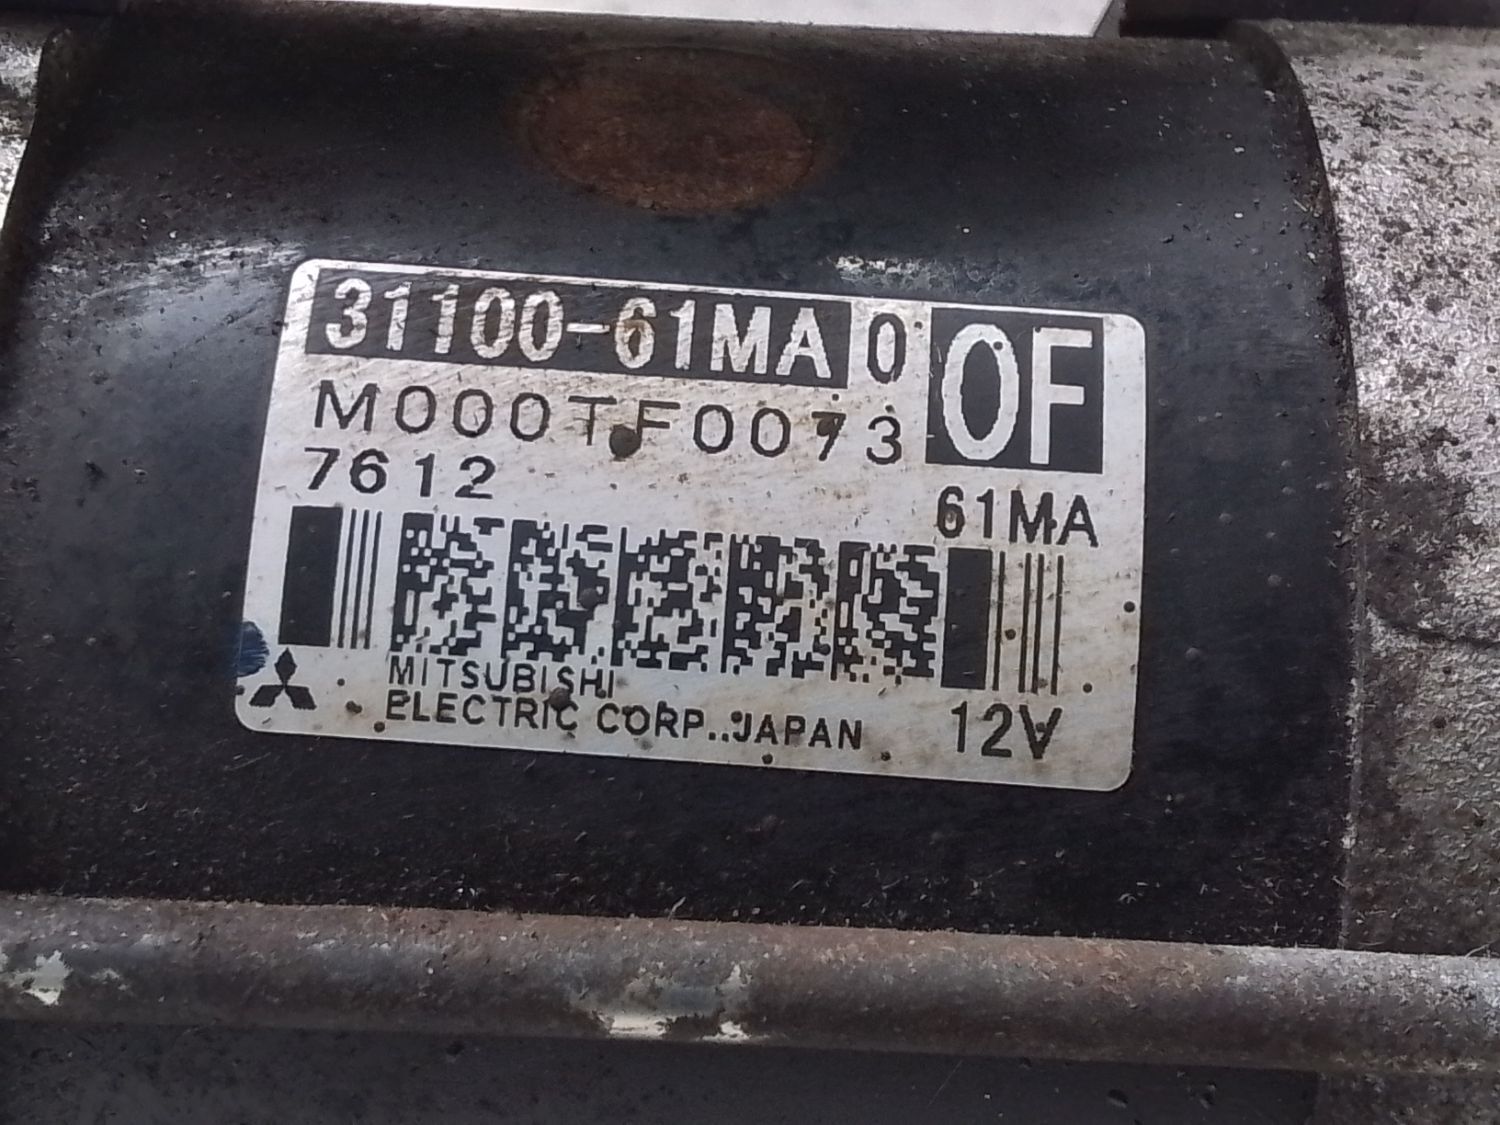 31100-61MA 0 0F
M000TF0073
7612
61MA
MITSUBISHI
ELECTRIC CORP. JAPAN
12V